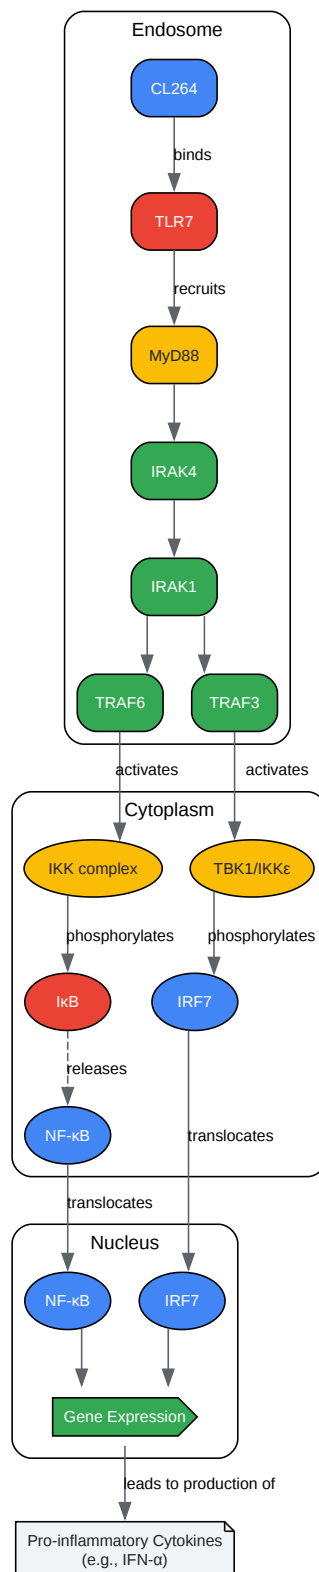 Endosome
CL264
binds
TLR7
recruits
MyD88
IRAK4
IRAK1
TRAF6
TRAF3
activates
activates
Cytoplasm
IKK complex
TBK1/IKKε
phosphorylates
phosphorylates
IκB
IRF7
releases
NF-κB
translocates
translocates
Nucleus
NF-κB
IRF7
Gene Expression
leads to production of
Pro-inflammatory Cytokines
(e.g., IFN-α)